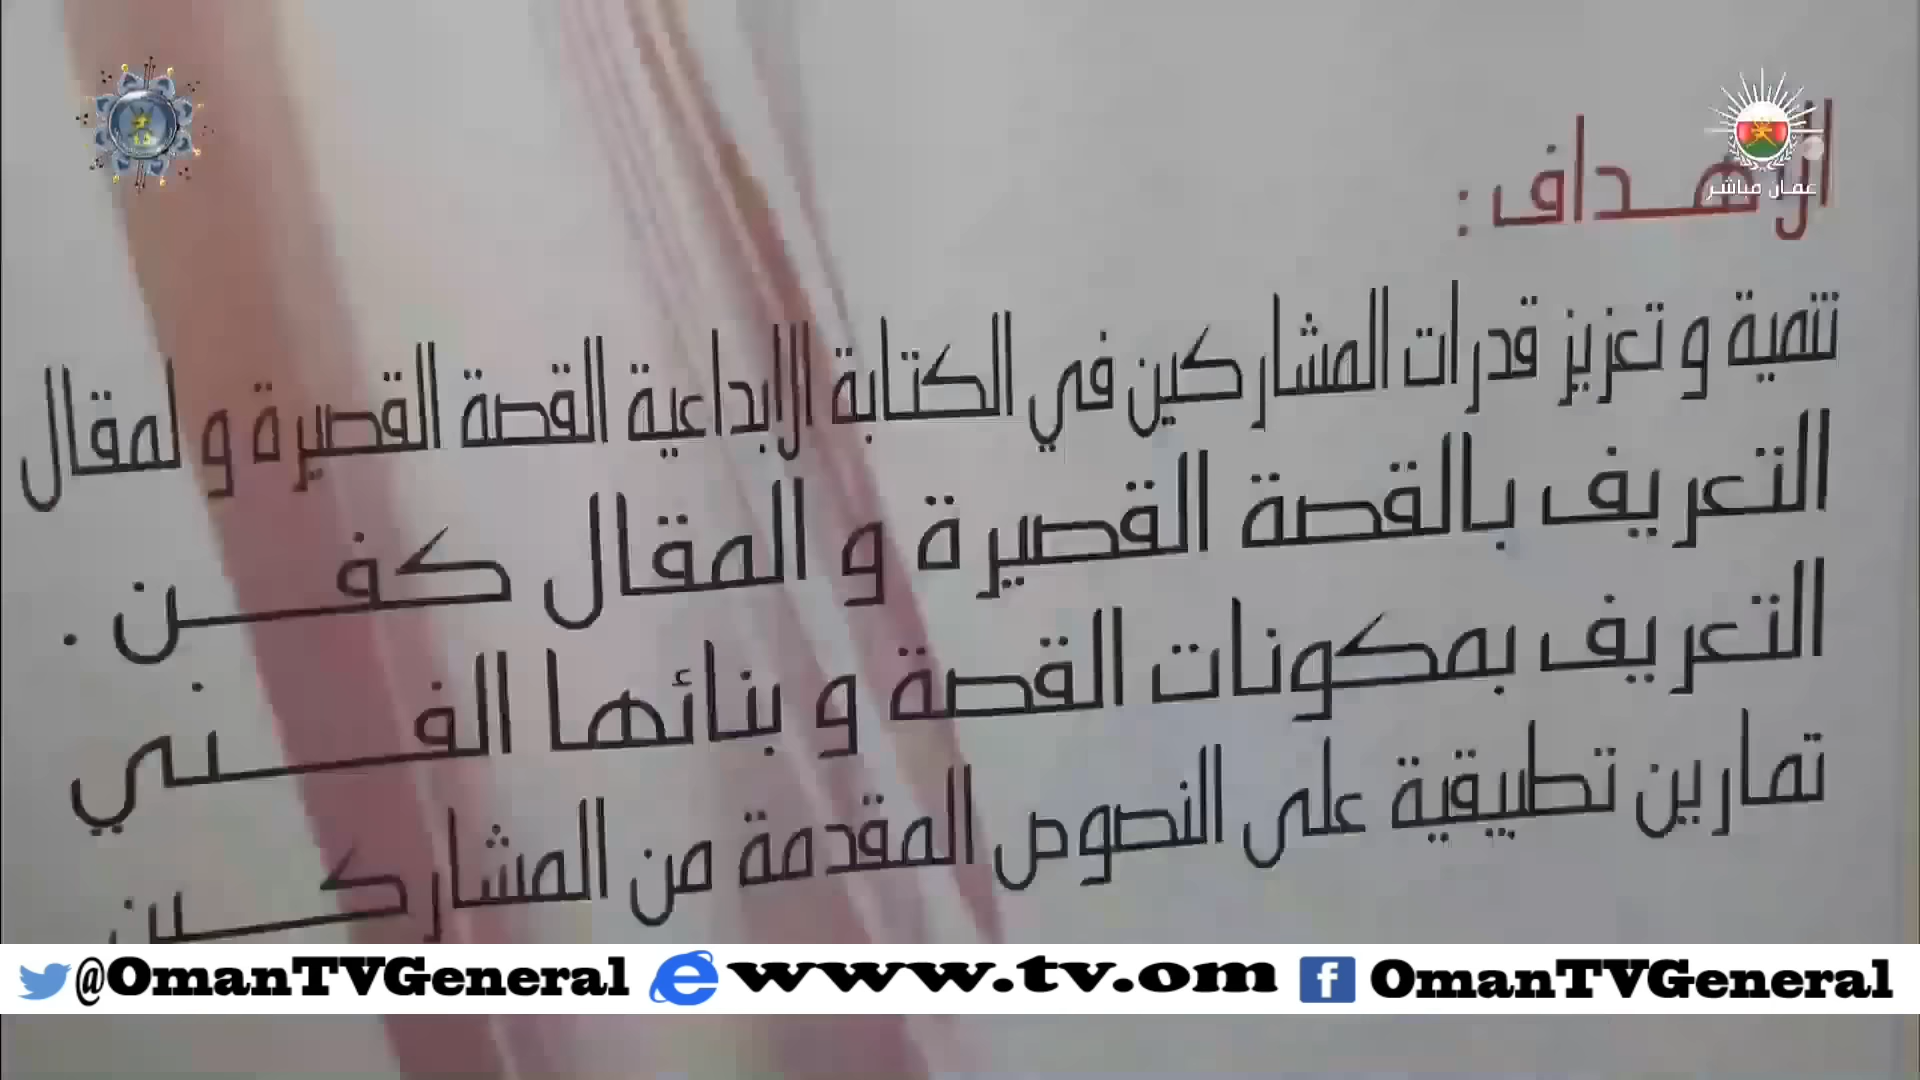 عمان مباشر
الاهداف :
تنمية و تعزيز قدرات المشاركين في الكتابة الابداعية القصة القصيرة و لمقال
التعريف بالقصة القصيرة و المقال كفن .
التعريف بمكونات القصة و بنائها الفني
تمارين تطبيقية على النصوص المقدمة من المشاركين
@OmanTVGeneral www.tv.om OmanTVGeneral